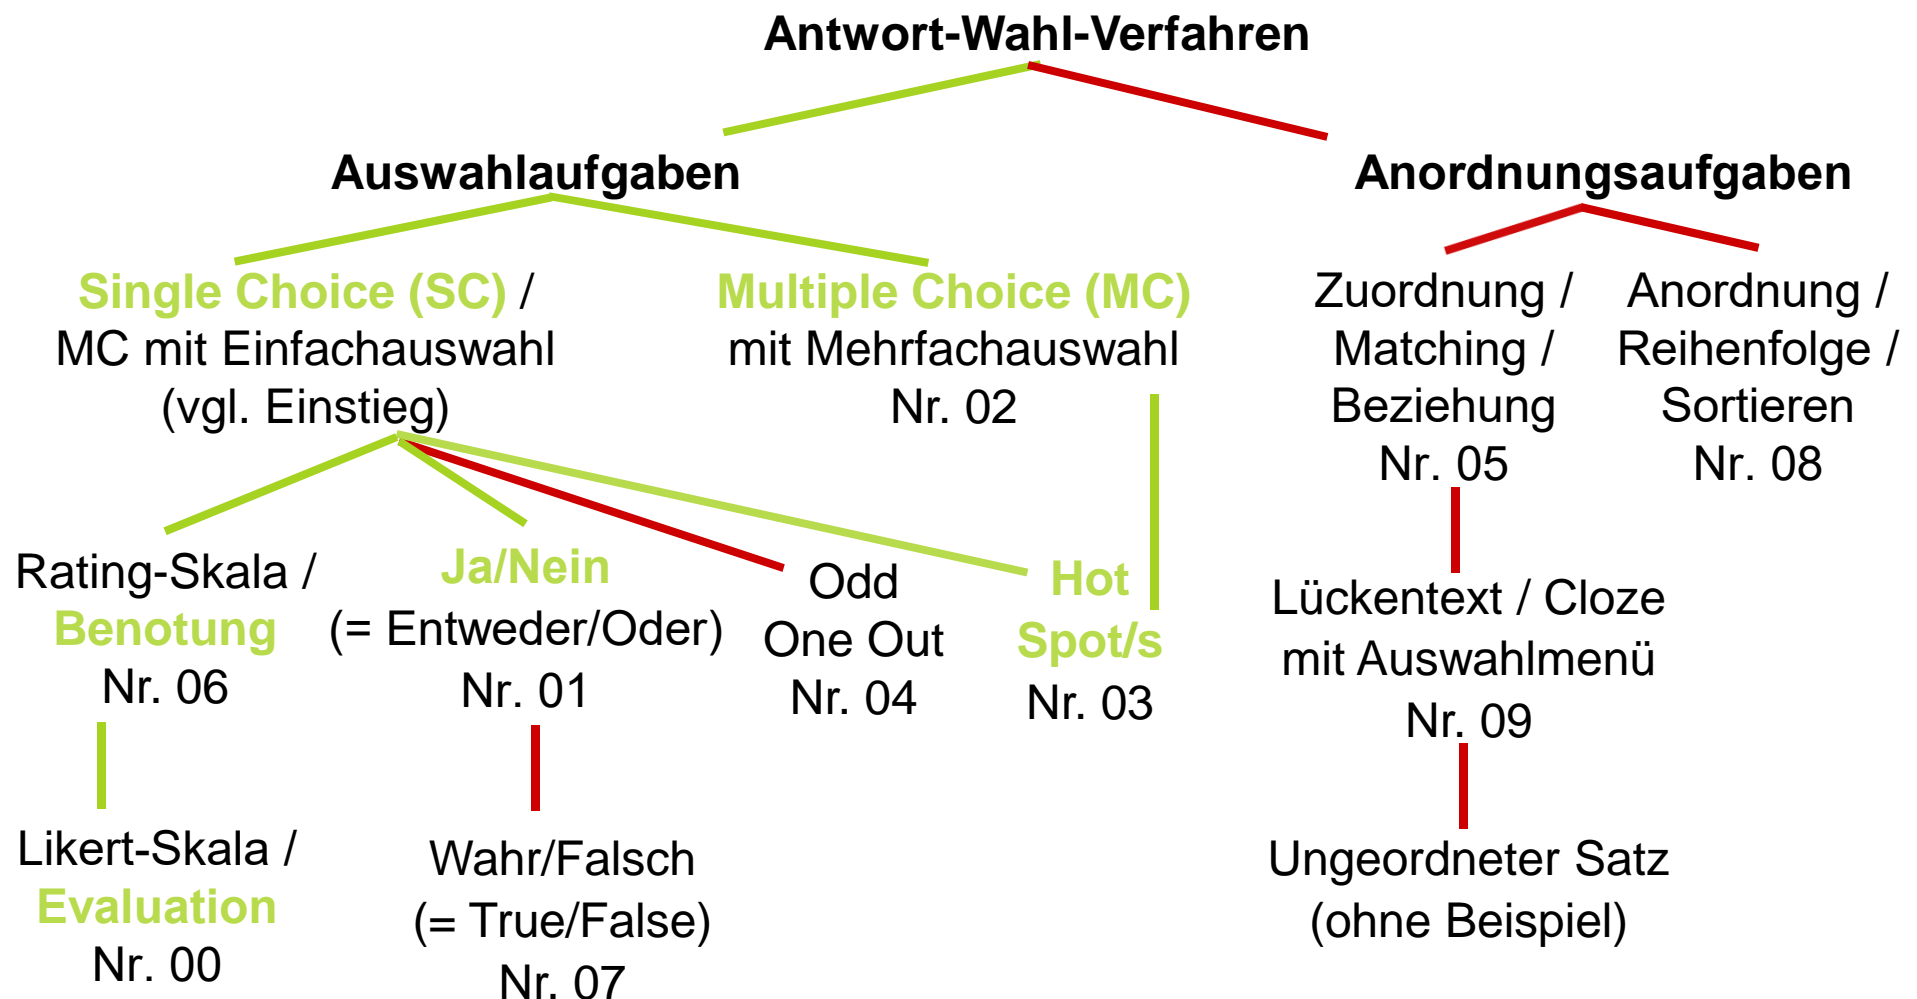 Antwort-Wahl-Verfahren
Auswahlaufgaben
Anordnungsaufgaben
Single Choice (SC) /
MC mit Einfachauswahl
(vgl. Einstieg)
Multiple Choice (MC)
mit Mehrfachauswahl
Nr. 02
Zuordnung /
Matching /
Beziehung
Nr. 05
Anordnung /
Reihenfolge /
Sortieren
Nr. 08
Rating-Skala /
Benotung
Nr. 06
Ja/Nein
(= Entweder/Oder)
Nr. 01
Odd
One Out
Nr. 04
Hot
Spot/s
Nr. 03
Lückentext / Cloze
mit Auswahlmenü
Nr. 09
Likert-Skala /
Evaluation
Nr. 00
Wahr/Falsch
(= True/False)
Nr. 07
Ungeordneter Satz
(ohne Beispiel)